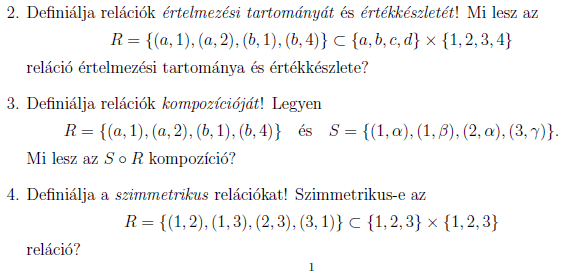 2. Definiálja relációk értelmezési tartományát és értékkészletét! Mi lesz az
R = {(a, 1), (a, 2), (b, 1), (b, 4)} ⊂ {a, b, c, d} × {1, 2, 3, 4}
reláció értelmezési tartománya és értékkészlete?
3. Definiálja relációk kompozícióját! Legyen
R = {(a, 1), (a, 2), (b, 1), (b, 4)} és S = {(1, α), (1, β), (2, α), (3, γ)}.
Mi lesz az S ∘ R kompozíció?
4. Definiálja a szimmetrikus relációkat! Szimmetrikus-e az
R = {(1, 2), (1, 3), (2, 3), (3, 1)} ⊂ {1, 2, 3} × {1, 2, 3}
reláció?
1